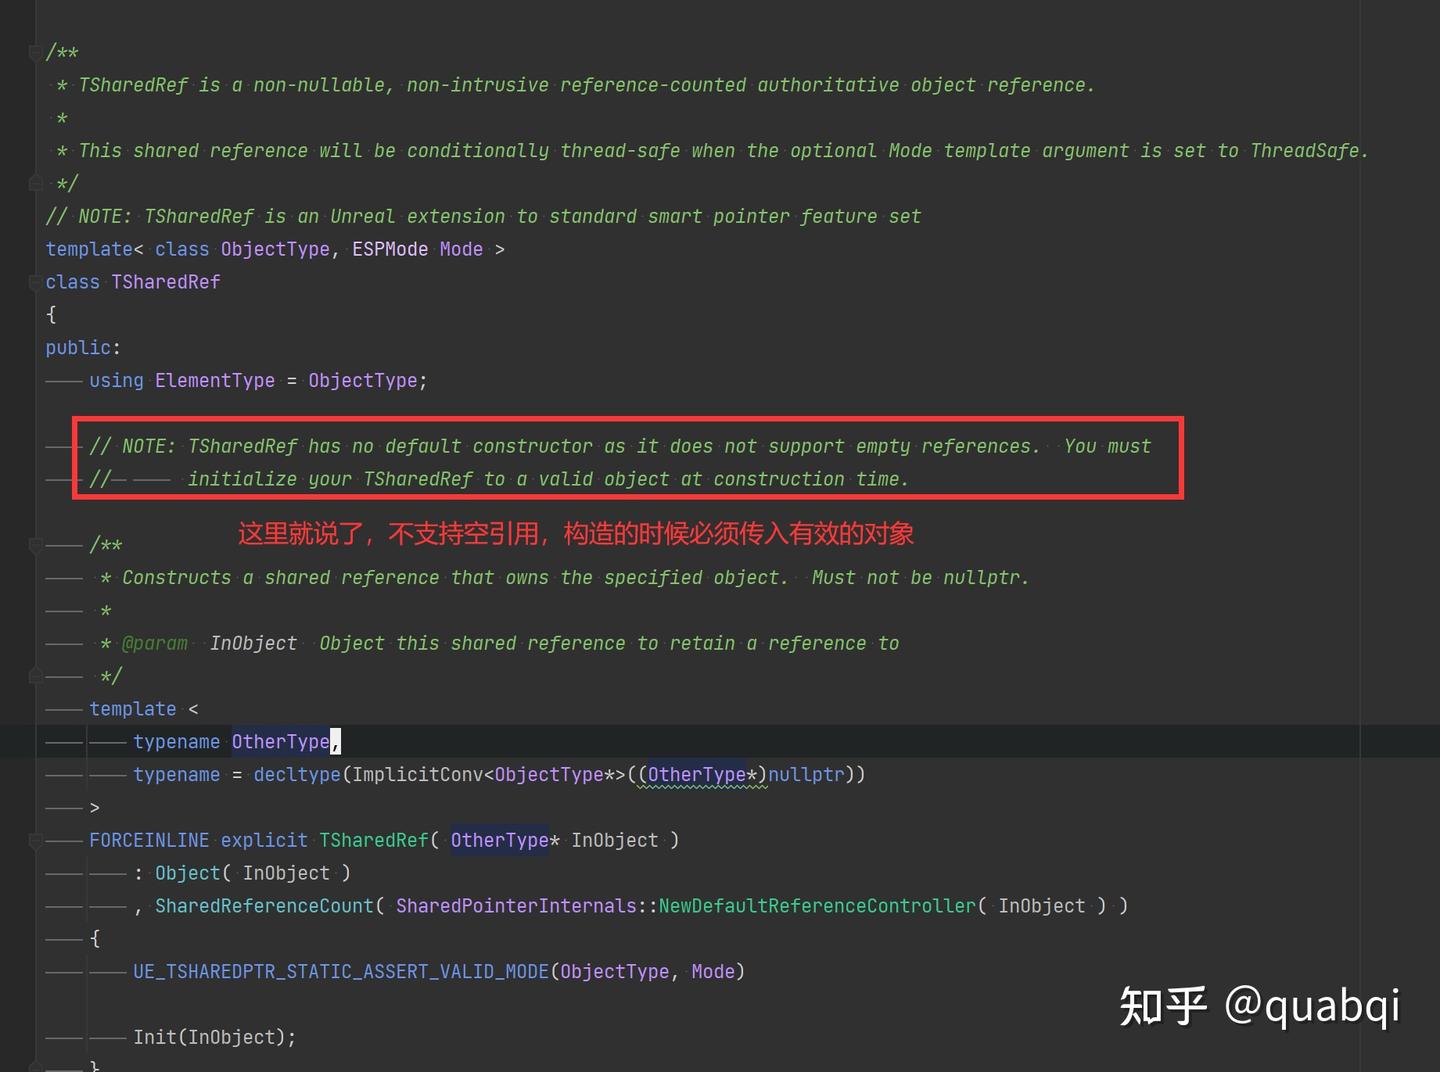 /**
* TSharedRef is a non-nullable, non-intrusive reference-counted authoritative object reference.
*
* This shared reference will be conditionally thread-safe when the optional Mode template argument is set to ThreadSafe.
*/
// NOTE: TSharedRef is an Unreal extension to standard smart pointer feature set
template< class ObjectType, ESPMode Mode >
class TSharedRef
{
public:
using ElementType = ObjectType;
// NOTE: TSharedRef has no default constructor as it does not support empty references.  You must
// initialize your TSharedRef to a valid object at construction time.
这里就说了，不支持空引用，构造的时候必须传入有效的对象
/**
* Constructs a shared reference that owns the specified object.  Must not be nullptr.
*
* @param  InObject  Object this shared reference to retain a reference to
*/
template <
typename OtherType,
typename = decltype(ImplicitConv<ObjectType*>((OtherType*)nullptr))
>
FORCEINLINE explicit TSharedRef( OtherType* InObject )
: Object( InObject )
, SharedReferenceCount( SharedPointerInternals::NewDefaultReferenceController( InObject ) )
{
UE_TSHAREDPTR_STATIC_ASSERT_VALID_MODE(ObjectType, Mode)
Init(InObject);
}
知乎 @quabqi